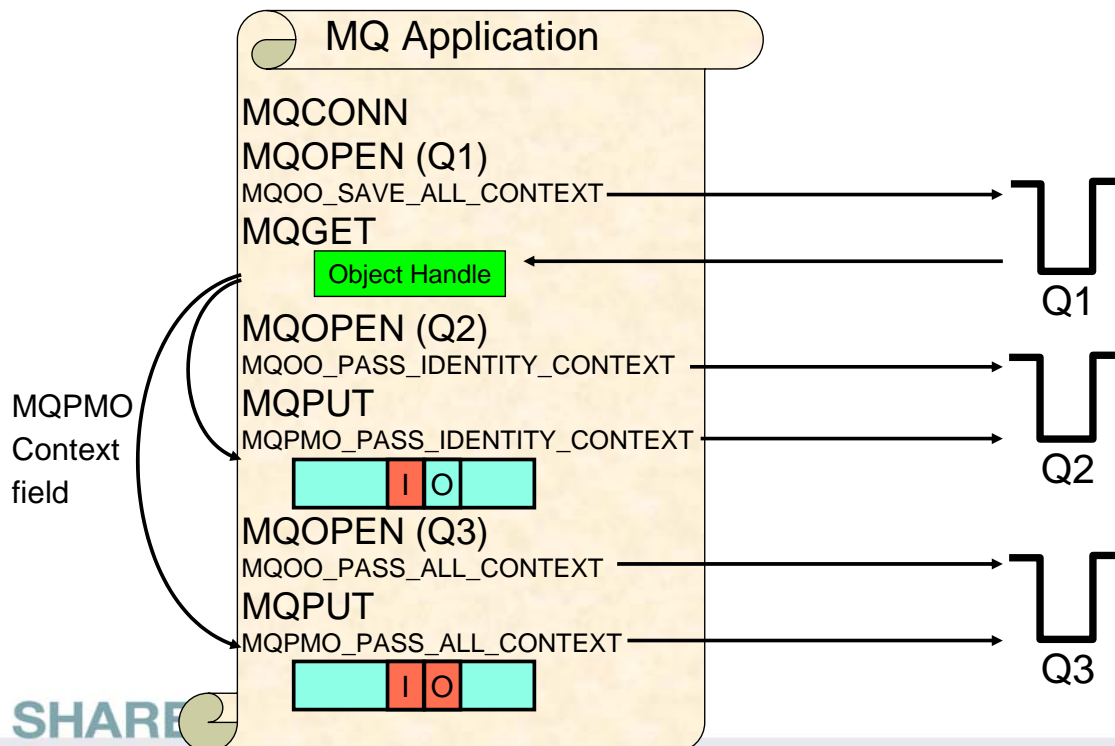 MQ Application
MQCONN
MQOPEN (Q1)
MQOO_SAVE_ALL_CONTEXT
MQGET
Object Handle
Q1
MQOPEN (Q2)
MQOO_PASS_IDENTITY_CONTEXT
MQPUT
MQPMO_PASS_IDENTITY_CONTEXT
I O
Q2
MQPMO
Context
field
MQOPEN (Q3)
MQOO_PASS_ALL_CONTEXT
MQPUT
MQPMO_PASS_ALL_CONTEXT
I O
Q3
SHARE